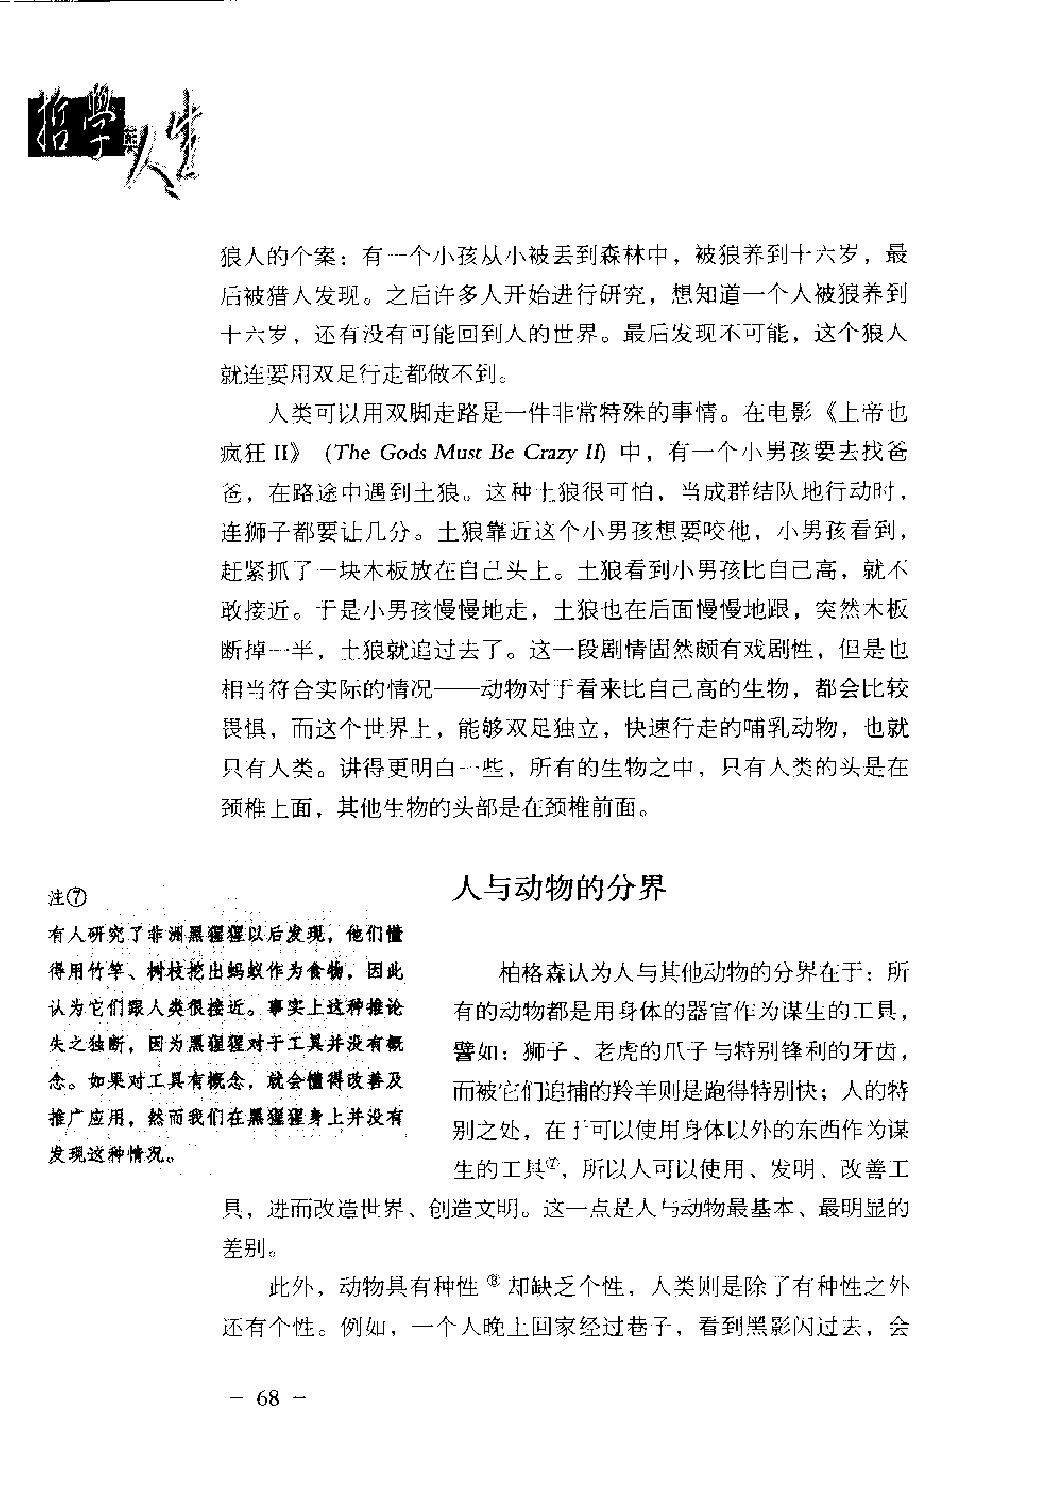 哲學与人生
狼人的个案：有一个小孩从小被丢到森林中，被狼养到十六岁，最
后被猎人发现。之后许多人开始进行研究，想知道一个人被狼养到
十六岁，还有没有可能回到人的世界。最后发现不可能，这个狼人
就连要用双足行走都做不到。
人类可以用双脚走路是一件非常特殊的事情。在电影《上帝也
疯狂 II》（The Gods Must Be Crazy II）中，有一个小男孩要去找爸
爸，在路途中遇到土狼。这种土狼很可怕，当成群结队地行动时，
连狮子都要让几分。土狼靠近这个小男孩想要咬他，小男孩看到，
赶紧抓了一块木板放在自己头上。土狼看到小男孩比自己高，就不
敢接近。于是小男孩慢慢地走，土狼也在后面慢慢地跟，突然木板
断掉一半，土狼就追过去了。这一段剧情固然颇有戏剧性，但是也
相当符合实际的情况——动物对于看来比自己高的生物，都会比较
畏惧，而这个世界上，能够双足独立，快速行走的哺乳动物，也就
只有人类。讲得更明白一些，所有的生物之中，只有人类的头是在
颈椎上面，其他生物的头部是在颈椎前面。
人与动物的分界
注⑦
有人研究了非洲黑猩猩以后发现，他们懂
得用竹竿、树枝挖出蚂蚁作为食物，因此
认为它们跟人类很接近。事实上这种推论
失之独断，因为黑猩猩对于工具并没有概
念。如果对工具有概念，就会懂得改善及
推广应用，然而我们在黑猩猩身上并没有
发现这种情况。
柏格森认为人与其他动物的分界在于：所
有的动物都是用身体的器官作为谋生的工具，
譬如：狮子、老虎的爪子与特别锋利的牙齿，
而被它们追捕的羚羊则是跑得特别快；人的特
别之处，在于可以使用身体以外的东西作为谋
生的工具⑦，所以人可以使用、发明、改善工
具，进而改造世界、创造文明。这一点是人与动物最基本、最明显的
差别。
此外，动物具有种性⑧却缺乏个性，人类则是除了有种性之外
还有个性。例如，一个人晚上回家经过巷子，看到黑影闪过去，会
－ 68 －